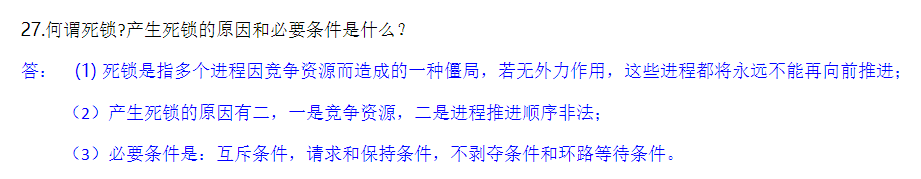 27.何谓死锁?产生死锁的原因和必要条件是什么？
答： (1) 死锁是指多个进程因竞争资源而造成的一种僵局，若无外力作用，这些进程都将永远不能再向前推进；
（2）产生死锁的原因有二，一是竞争资源，二是进程推进顺序非法；
（3）必要条件是：互斥条件，请求和保持条件，不剥夺条件和环路等待条件。